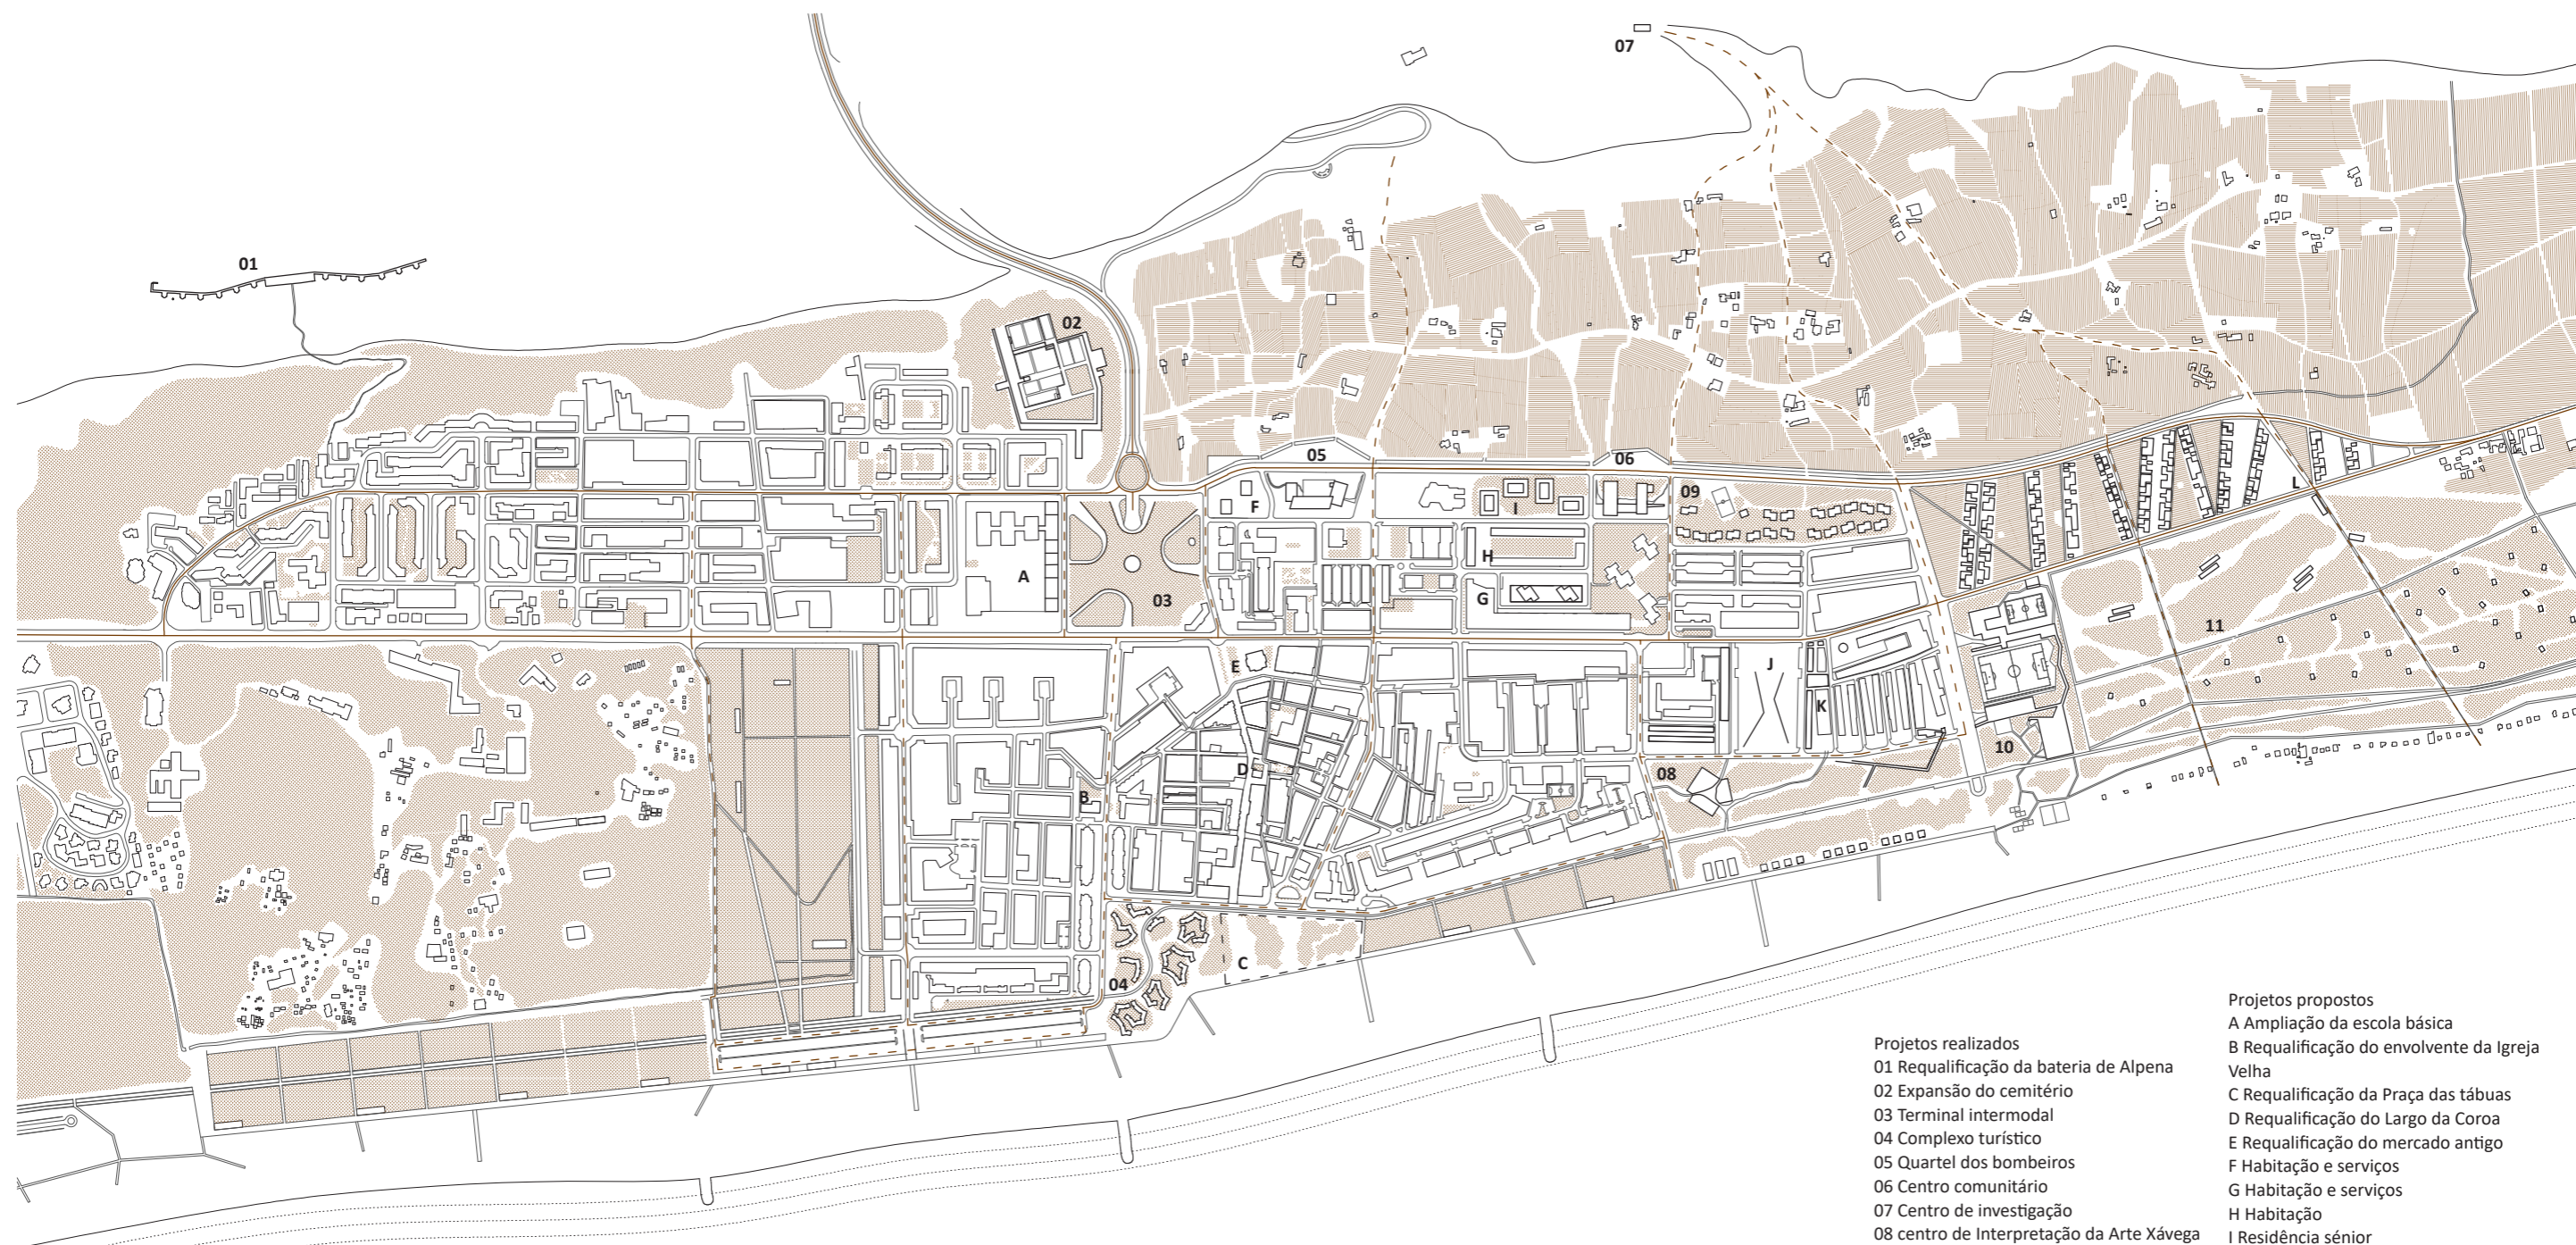 07
01
02
05
06
09
F
I
H
A
G
03
L
11
E
J
K
10
D
08
B
C
04
Projetos realizados
01 Requalificação da bateria de Alpena
02 Expansão do cemitério
03 Terminal intermodal
04 Complexo turístico
05 Quartel dos bombeiros
06 Centro comunitário
07 Centro de investigação
08 centro de Interpretação da Arte Xávega
Projetos propostos
A Ampliação da escola básica
B Requalificação do envolvente da Igreja
Velha
C Requalificação da Praça das tábuas
D Requalificação do Largo da Coroa
E Requalificação do mercado antigo
F Habitação e serviços
G Habitação e serviços
H Habitação
I Residência sénior